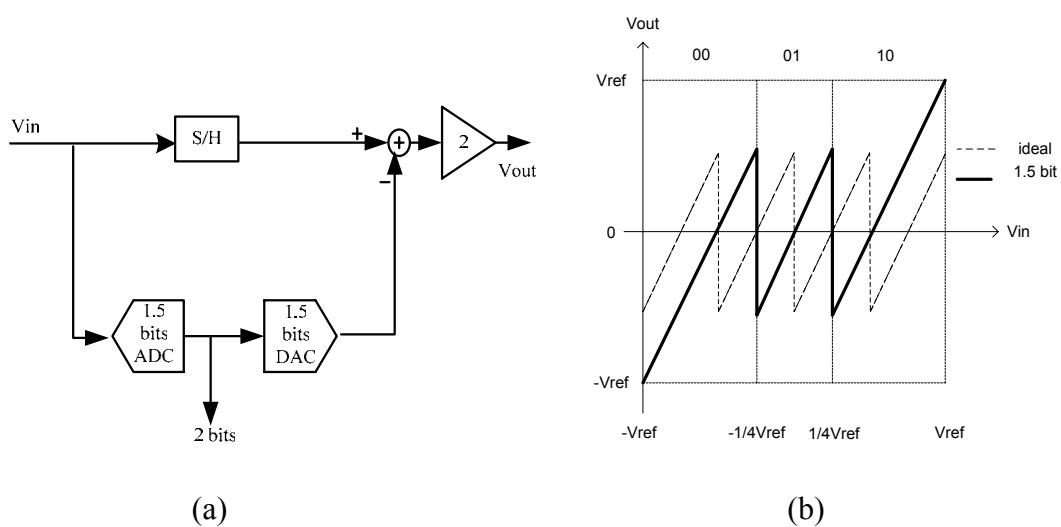 Vin
S/H
+
+
−
2
Vout
1.5
bits
ADC
1.5
bits
DAC
2 bits
(a)
Vout
00 01 10
Vref
ideal
1.5 bit
0
Vin
-Vref
-Vref -1/4Vref 1/4Vref Vref
(b)